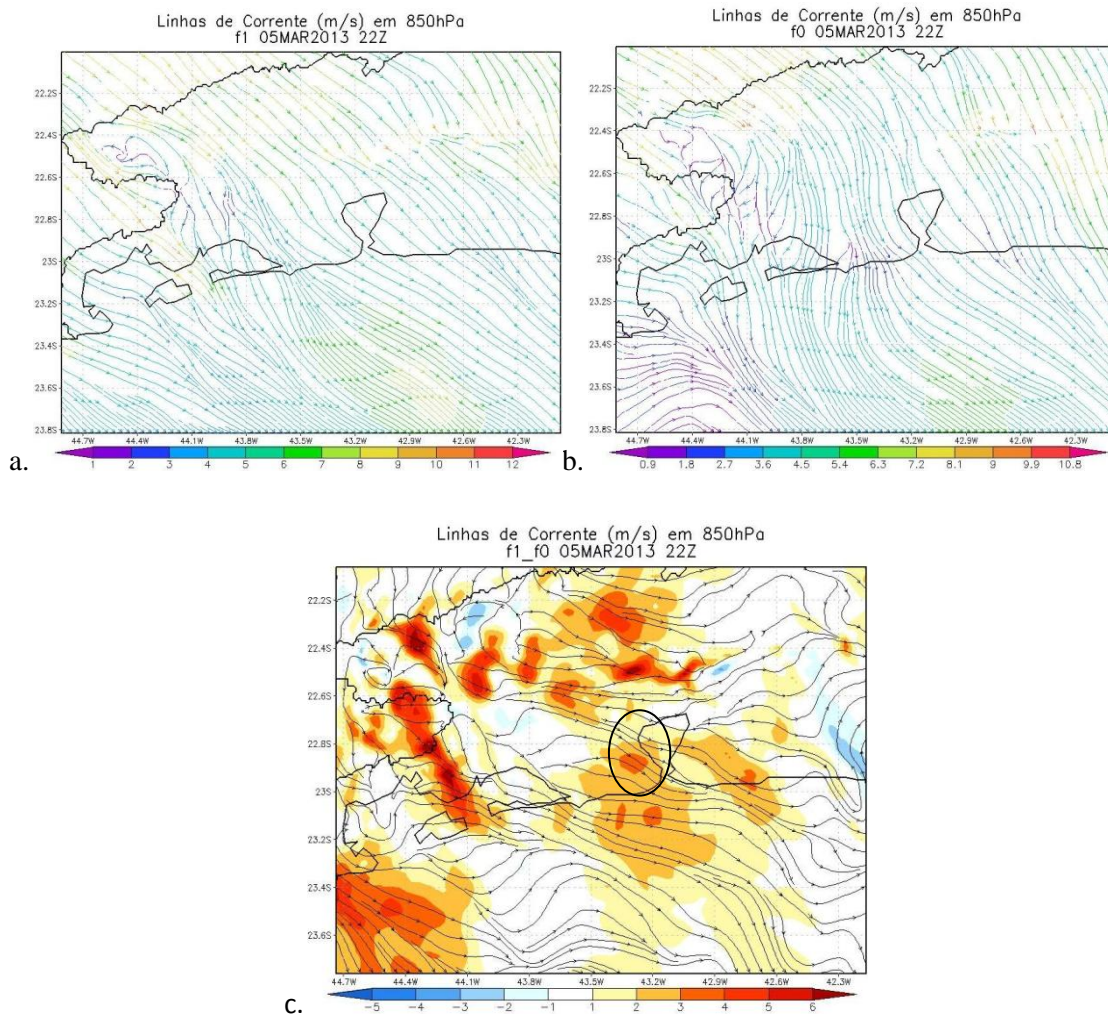 Linhas de Corrente (m/s) em 850hPa
f1 05MAR2013 22Z
22.2S
22.4S
22.6S
22.8S
23S
23.2S
23.4S
23.6S
23.8S
44.7W 44.4W 44.1W 43.8W 43.5W 43.2W 42.9W 42.6W 42.3W
1 2 3 4 5 6 7 8 9 10 11 12
a.
Linhas de Corrente (m/s) em 850hPa
f0 05MAR2013 22Z
22.2S
22.4S
22.6S
22.8S
23S
23.2S
23.4S
23.6S
23.8S
44.7W 44.4W 44.1W 43.8W 43.5W 43.2W 42.9W 42.6W 42.3W
0.9 1.8 2.7 3.6 4.5 5.4 6.3 7.2 8.1 9 9.9 10.8
b.
Linhas de Corrente (m/s) em 850hPa
f1_f0 05MAR2013 22Z
22.2S
22.4S
22.6S
22.8S
23S
23.2S
23.4S
23.6S
44.7W 44.4W 44.1W 43.8W 43.5W 43.2W 42.9W 42.6W 42.3W
-5 -4 -3 -2 -1 1 2 3 4 5 6
c.